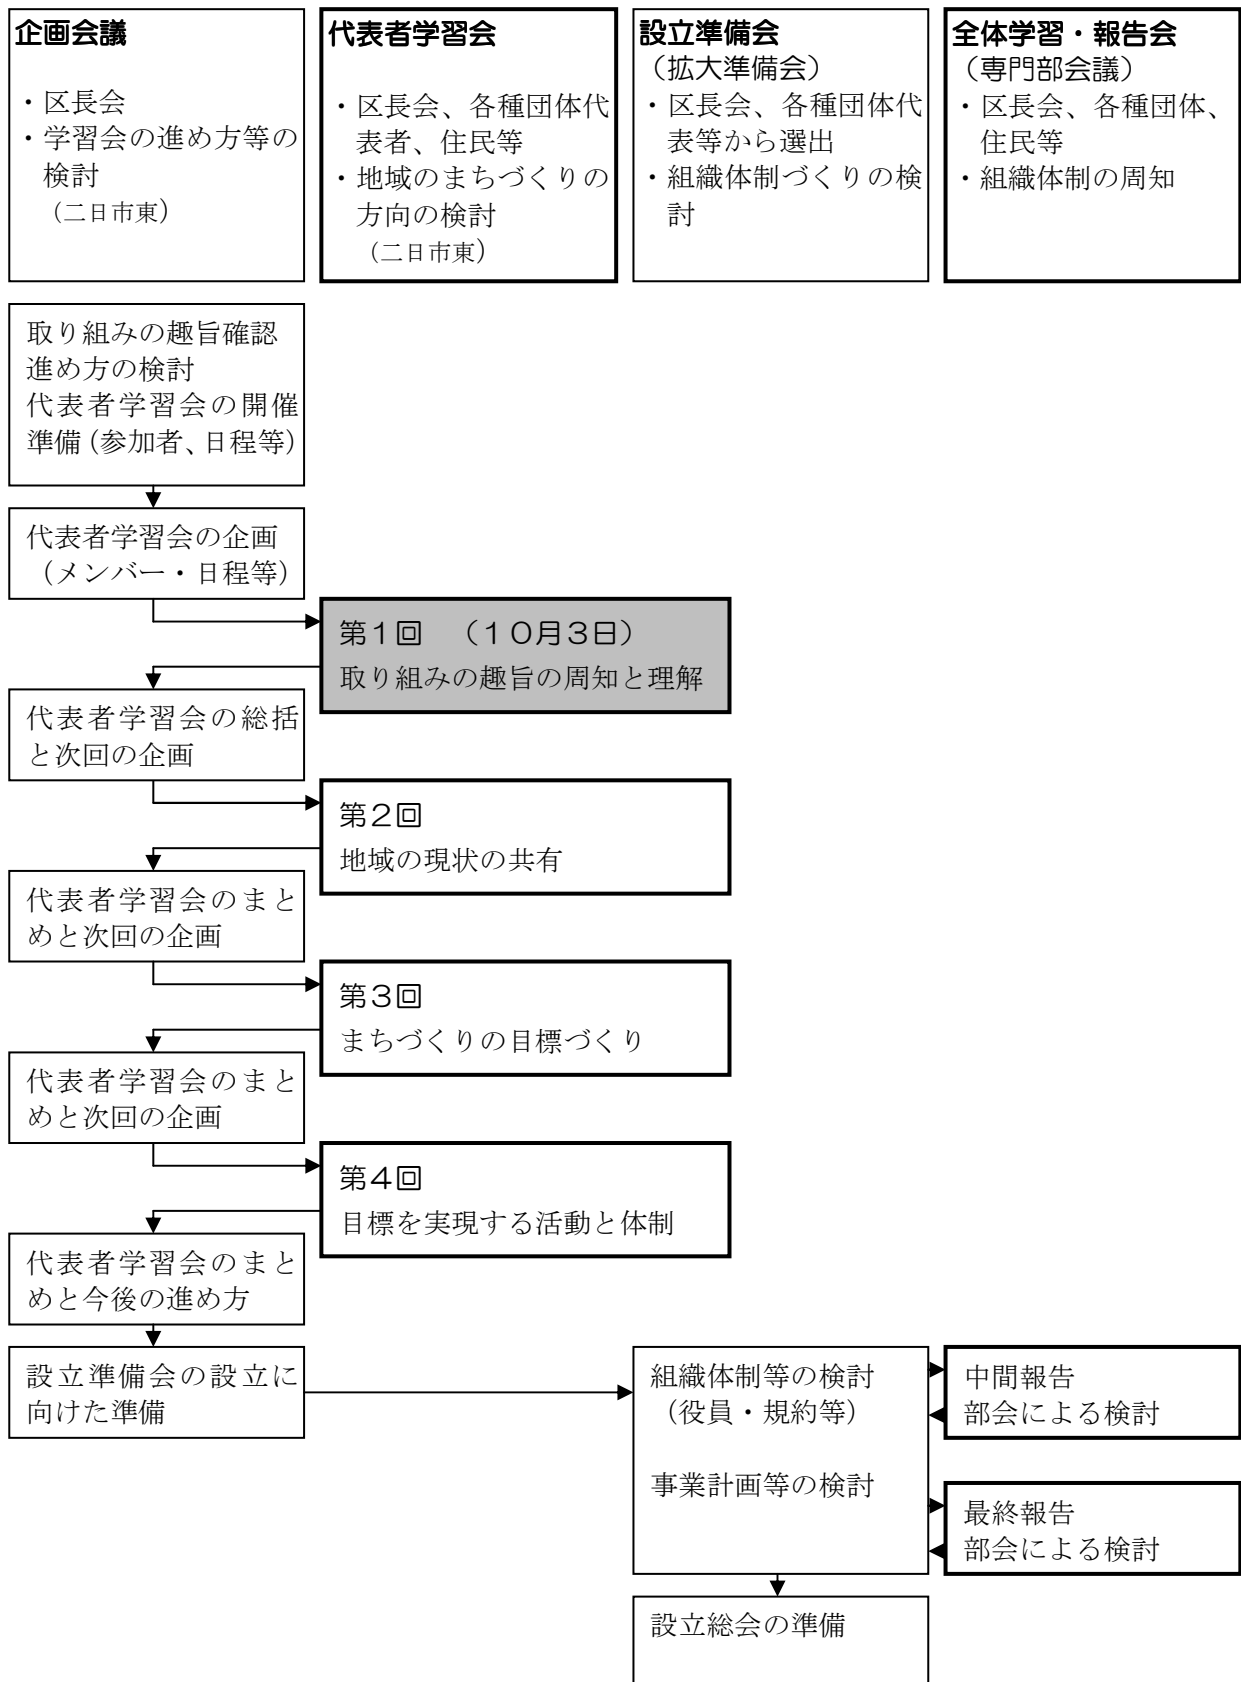 企画会議
・区長会
・学習会の進め方等の
検討
（二日市東）
代表者学習会
・区長会、各種団体代
表者、住民等
・地域のまちづくりの
方向の検討
（二日市東）
設立準備会
（拡大準備会）
・区長会、各種団体代
表等から選出
・組織体制づくりの検
討
全体学習・報告会
（専門部会議）
・区長会、各種団体、
住民等
・組織体制の周知
取り組みの趣旨確認
進め方の検討
代表者学習会の開催
準備（参加者、日程等）
代表者学習会の企画
（メンバー・日程等）
第１回　（１０月３日）
取り組みの趣旨の周知と理解
代表者学習会の総括
と次回の企画
第２回
地域の現状の共有
代表者学習会のまと
めと次回の企画
第３回
まちづくりの目標づくり
代表者学習会のまと
めと次回の企画
第４回
目標を実現する活動と体制
代表者学習会のまと
めと今後の進め方
設立準備会の設立に
向けた準備
組織体制等の検討
（役員・規約等）
事業計画等の検討
中間報告
部会による検討
最終報告
部会による検討
設立総会の準備